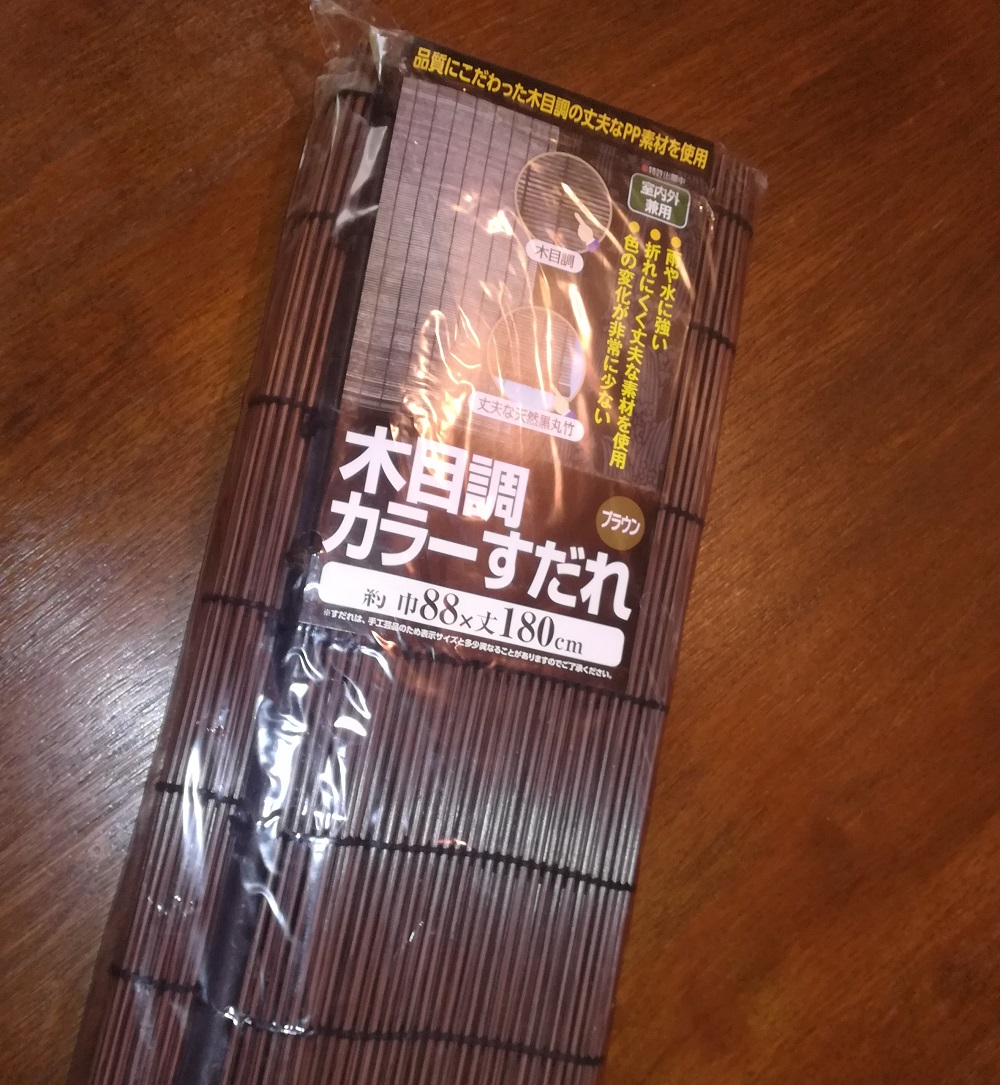 品質にこだわった木目調の丈夫なPP素材を使用
●特許出願中
室内外
兼用
●雨や水に強い
●折れにくく丈夫な素材を使用
●色の変化が非常に少ない
木目調
丈夫な天然黒丸竹
木目調
カラーすだれ
ブラウン
約 巾88×丈180cm
※すだれは、手工芸品のため表示サイズと多少異なることがありますのでご了承ください。